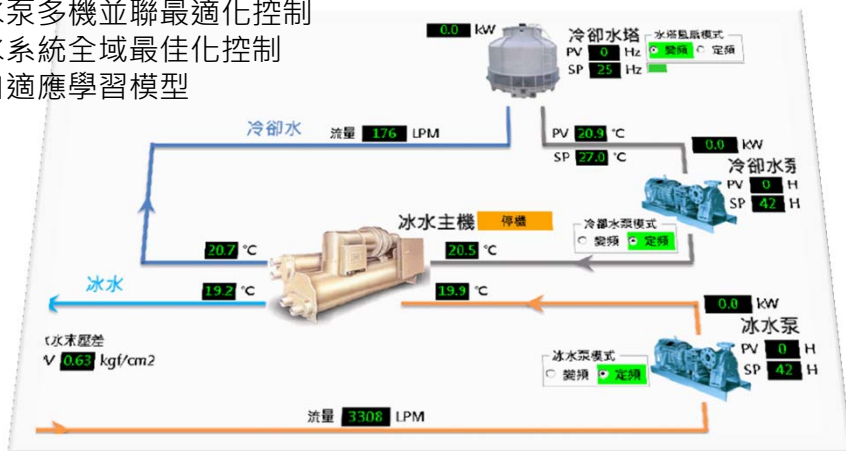 水泵多機並聯最適化控制
水系統全域最佳化控制
自適應學習模型
0.0 kW
冷卻水塔
PV 0 Hz
SP 25 Hz
水塔風扇模式
變頻 定頻
冷卻水 流量 176 LPM
PV 20.9 °C
SP 27.0 °C
0.0 kW
冷卻水泵
PV 0 H
SP 42 H
冰水主機 停機
冷卻水泵模式
變頻 定頻
20.7 °C
20.5 °C
冰水
19.2 °C
19.9 °C
0.0 kW
冰水泵
PV 0 H
SP 42 H
冰水泵模式
變頻 定頻
水末壓差
V 0.63 kgf/cm2
流量 3308 LPM